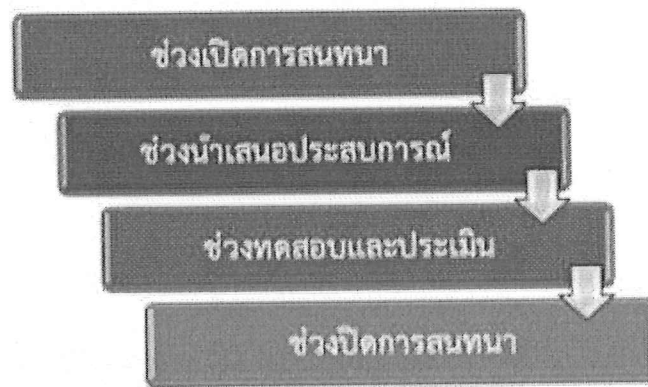 ช่วงเปิดการสนทนา
ช่วงนำเสนอประสบการณ์
ช่วงทดสอบและประเมิน
ช่วงปิดการสนทนา